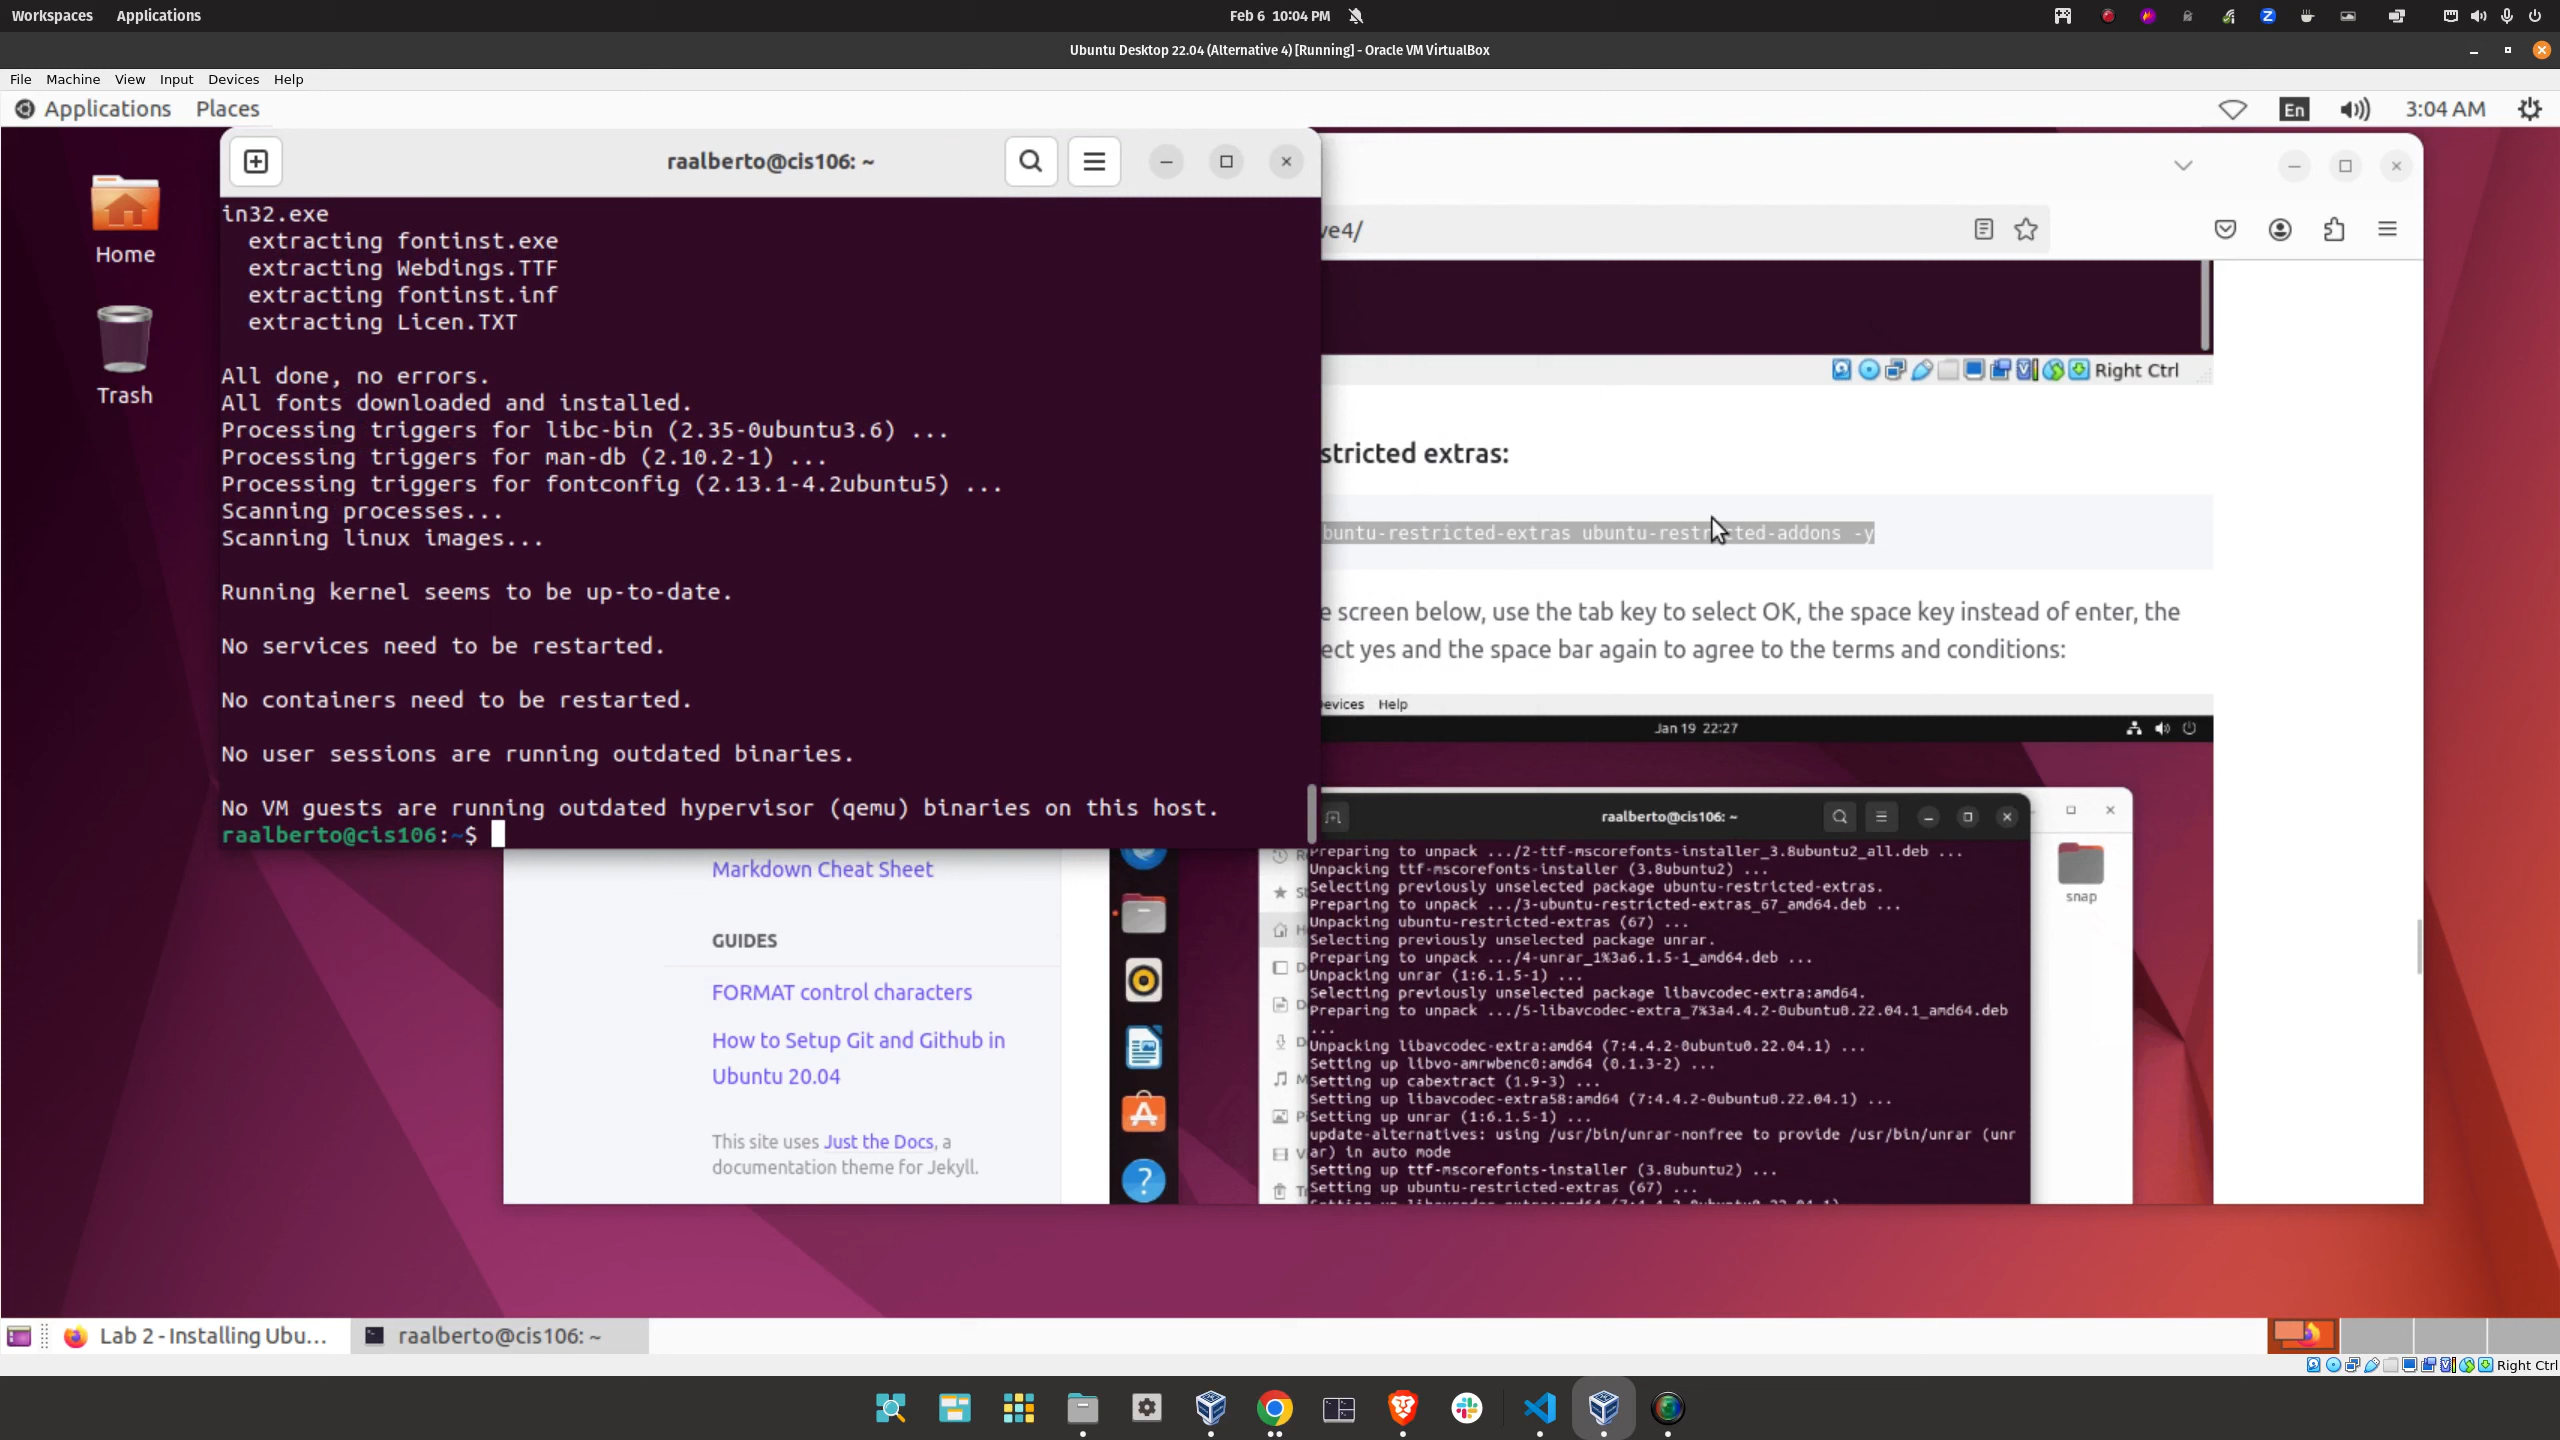 Workspaces Applications Feb 6 10:04 PM
Ubuntu Desktop 22.04 (Alternative 4) [Running] - Oracle VM VirtualBox
File Machine View Input Devices Help
Applications Places En 3:04 AM
Home
Trash
raalberto@cis106: ~
in32.exe
extracting fontinst.exe
extracting Webdings.TTF
extracting fontinst.inf
extracting Licen.TXT
All done, no errors.
All fonts downloaded and installed.
Processing triggers for libc-bin (2.35-0ubuntu3.6) ...
Processing triggers for man-db (2.10.2-1) ...
Processing triggers for fontconfig (2.13.1-4.2ubuntu5) ...
Scanning processes...
Scanning linux images...
Running kernel seems to be up-to-date.
No services need to be restarted.
No containers need to be restarted.
No user sessions are running outdated binaries.
No VM guests are running outdated hypervisor (qemu) binaries on this host.
raalberto@cis106:~$
ve4/
Right Ctrl
stricted extras:
buntu-restricted-extras ubuntu-restricted-addons -y
e screen below, use the tab key to select OK, the space key instead of enter, the
ect yes and the space bar again to agree to the terms and conditions:
evices Help
Jan 19 22:27
raalberto@cis106: ~
Preparing to unpack .../2-ttf-mscorefonts-installer_3.8ubuntu2_all.deb ...
Unpacking ttf-mscorefonts-installer (3.8ubuntu2) ...
Selecting previously unselected package ubuntu-restricted-extras.
Preparing to unpack .../3-ubuntu-restricted-extras_67_amd64.deb ...
Unpacking ubuntu-restricted-extras (67) ...
Selecting previously unselected package unrar.
Preparing to unpack .../4-unrar_1%3a6.1.5-1_amd64.deb ...
Unpacking unrar (1:6.1.5-1) ...
Selecting previously unselected package libavcodec-extra:amd64.
Preparing to unpack .../5-libavcodec-extra_7%3a4.4.2-0ubuntu0.22.04.1_amd64.deb
...
Unpacking libavcodec-extra:amd64 (7:4.4.2-0ubuntu0.22.04.1) ...
Setting up libvo-amrwbenc0:amd64 (0.1.3-2) ...
Setting up cabextract (1.9-3) ...
Setting up libavcodec-extra58:amd64 (7:4.4.2-0ubuntu0.22.04.1) ...
Setting up unrar (1:6.1.5-1) ...
update-alternatives: using /usr/bin/unrar-nonfree to provide /usr/bin/unrar (unr
ar) in auto mode
Setting up ttf-mscorefonts-installer (3.8ubuntu2) ...
Setting up ubuntu-restricted-extras (67) ...
snap
Markdown Cheat Sheet
GUIDES
FORMAT control characters
How to Setup Git and Github in
Ubuntu 20.04
This site uses Just the Docs, a
documentation theme for Jekyll.
Lab 2 - Installing Ubu... raalberto@cis106: ~
Right Ctrl